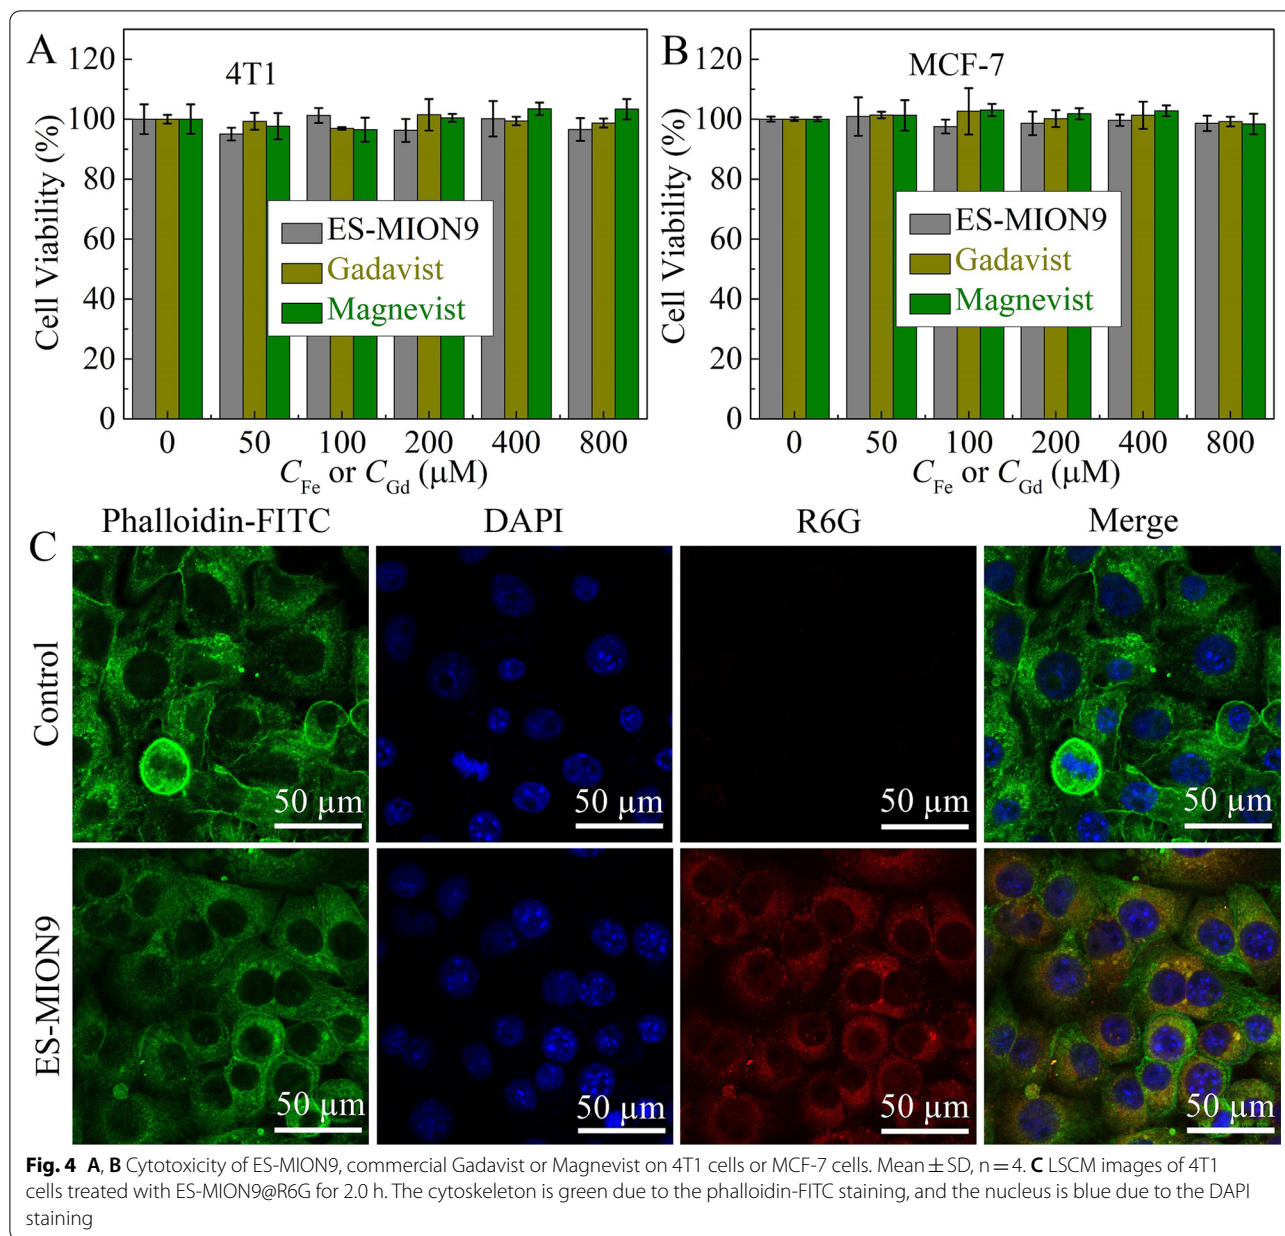 A
4T1
120
100
80
60
40
20
0
Cell Viability (%)
ES-MION9
Gadavist
Magnevist
0 50 100 200 400 800
C_Fe or C_Gd (μM)
B
MCF-7
120
100
80
60
40
20
0
Cell Viability (%)
ES-MION9
Gadavist
Magnevist
0 50 100 200 400 800
C_Fe or C_Gd (μM)
C
Phalloidin-FITC DAPI R6G Merge
Control
50 μm 50 μm 50 μm 50 μm
ES-MION9
50 μm 50 μm 50 μm 50 μm
Fig. 4 A, B Cytotoxicity of ES-MION9, commercial Gadavist or Magnevist on 4T1 cells or MCF-7 cells. Mean ± SD, n = 4. C LSCM images of 4T1
cells treated with ES-MION9@R6G for 2.0 h. The cytoskeleton is green due to the phalloidin-FITC staining, and the nucleus is blue due to the DAPI
staining